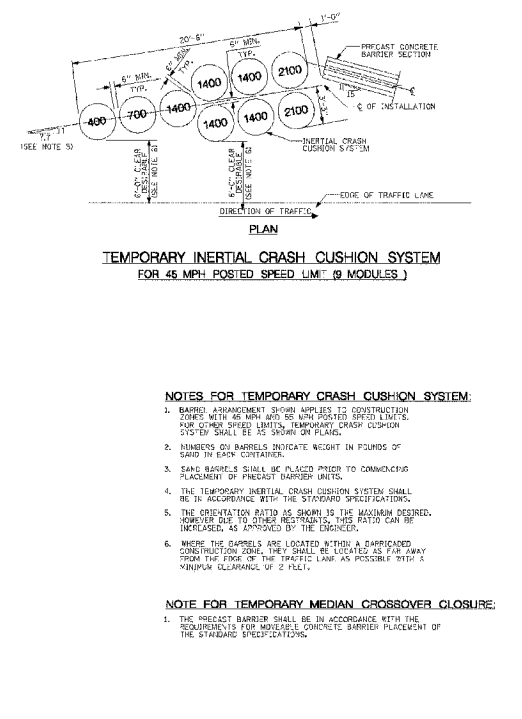 20'-6"
1'-0"
6" MIN.
TYP.
6" MIN.
TYP.
6" MIN.
TYP.
PRECAST CONCRETE
BARRIER SECTION
400
700
1400
1400
1400
2100
1400
1400
2100
15
℄
℄ OF INSTALLATION
(SEE NOTE 5)
INERTIAL CRASH
CUSHION SYSTEM
6'-0" CLEAR
DESIRABLE
(SEE NOTE 6)
6'-0" CLEAR
DESIRABLE
(SEE NOTE 6)
EDGE OF TRAFFIC LANE
DIRECTION OF TRAFFIC
PLAN
TEMPORARY INERTIAL CRASH CUSHION SYSTEM
FOR 45 MPH POSTED SPEED LIMIT (9 MODULES )
NOTES FOR TEMPORARY CRASH CUSHION SYSTEM:
1. BARREL ARRANGEMENT SHOWN APPLIES TO CONSTRUCTION
ZONES WITH 45 MPH AND 55 MPH POSTED SPEED LIMITS.
FOR OTHER SPEED LIMITS, TEMPORARY CRASH CUSHION
SYSTEM SHALL BE AS SHOWN ON PLANS.
2. NUMBERS ON BARRELS INDICATE WEIGHT IN POUNDS OF
SAND IN EACH CONTAINER.
3. SAND BARRELS SHALL BE PLACED PRIOR TO COMMENCING
PLACEMENT OF PRECAST BARRIER UNITS.
4. THE TEMPORARY INERTIAL CRASH CUSHION SYSTEM SHALL
BE IN ACCORDANCE WITH THE STANDARD SPECIFICATIONS.
5. THE ORIENTATION RATIO AS SHOWN IS THE MAXIMUM DESIRED.
HOWEVER DUE TO OTHER RESTRAINTS, THIS RATIO CAN BE
INCREASED, AS APPROVED BY THE ENGINEER.
6. WHERE THE BARRELS ARE LOCATED WITHIN A BARRICADED
CONSTRUCTION ZONE, THEY SHALL BE LOCATED AS FAR AWAY
FROM THE EDGE OF THE TRAFFIC LANE AS POSSIBLE WITH A
MINIMUM CLEARANCE OF 2 FEET.
NOTE FOR TEMPORARY MEDIAN CROSSOVER CLOSURE:
1. THE PRECAST BARRIER SHALL BE IN ACCORDANCE WITH THE
REQUIREMENTS FOR MOVEABLE CONCRETE BARRIER PLACEMENT OF
THE STANDARD SPECIFICATIONS.